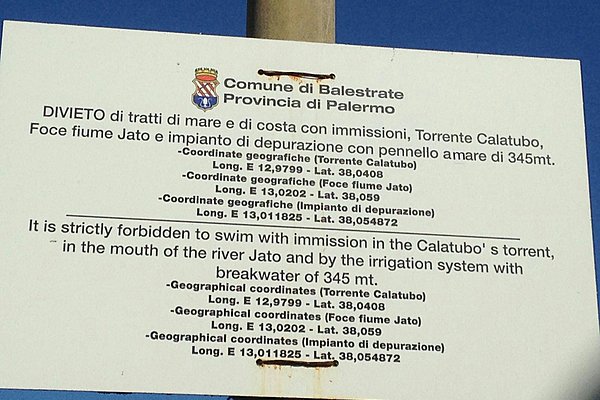 Comune di Balestrate
Provincia di Palermo
DIVIETO di tratti di mare e di costa con immissioni, Torrente Calatubo,
Foce fiume Jato e impianto di depurazione con pennello amare di 345mt.
-Coordinate geografiche (Torrente Calatubo)
Long. E 12,9799 - Lat. 38,0408
-Coordinate geografiche (Foce fiume Jato)
Long. E 13,0202 - Lat. 38,059
-Coordinate geografiche (Impianto di depurazione)
Long. E 13,011825 - Lat. 38,054872
It is strictly forbidden to swim with immission in the Calatubo' s torrent,
in the mouth of the river Jato and by the irrigation system with
breakwater of 345 mt.
-Geographical coordinates (Torrente Calatubo)
Long. E 12,9799 - Lat. 38,0408
-Geographical coordinates (Foce fiume Jato)
Long. E 13,0202 - Lat. 38,059
-Geographical coordinates (Impianto di depurazione)
Long. E 13,011825 - Lat. 38,054872